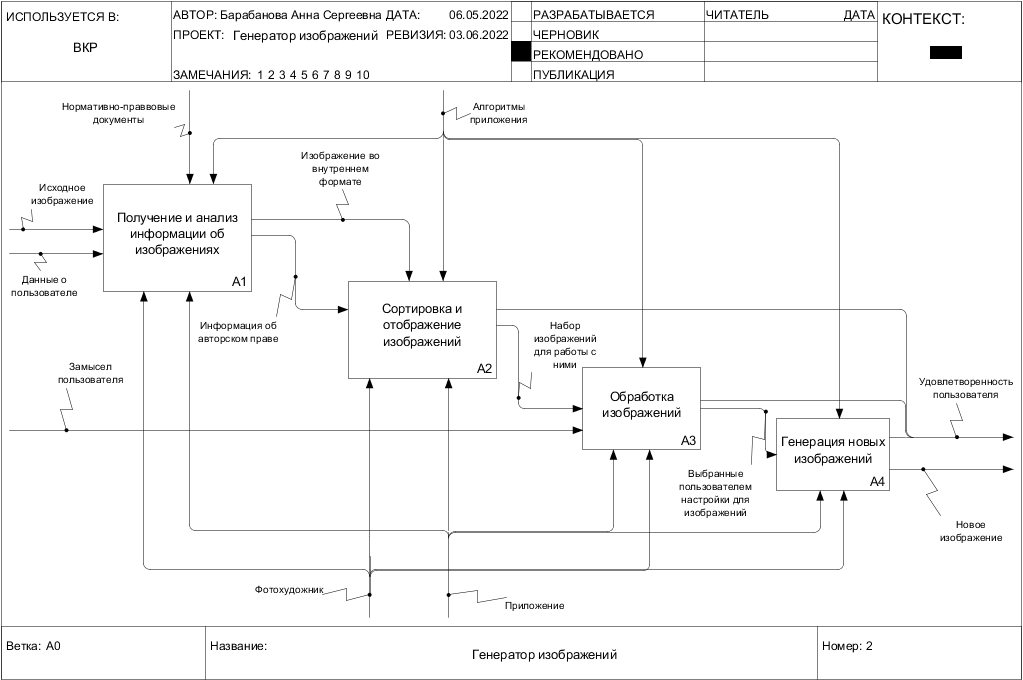 ИСПОЛЬЗУЕТСЯ В:
ВКР
АВТОР: Барабанова Анна Сергеевна ДАТА: 06.05.2022
ПРОЕКТ: Генератор изображений РЕВИЗИЯ: 03.06.2022
ЗАМЕЧАНИЯ: 1 2 3 4 5 6 7 8 9 10
РАЗРАБАТЫВАЕТСЯ
ЧЕРНОВИК
РЕКОМЕНДОВАНО
ПУБЛИКАЦИЯ
ЧИТАТЕЛЬ ДАТА
КОНТЕКСТ:
Нормативно-праввовые
документы
Алгоритмы
приложения
Изображение во
внутреннем
формате
Исходное
изображение
Получение и анализ
информации об
изображениях
A1
Данные о
пользователе
Информация об
авторском праве
Сортировка и
отображение
изображений
A2
Набор
изображений
для работы с
ними
Замысел
пользователя
Обработка
изображений
A3
Удовлетворенность
пользователя
Генерация новых
изображений
A4
Выбранные
пользователем
настройки для
изображений
Новое
изображение
Фотохудожник
Приложение
Ветка: A0
Название:
Генератор изображений
Номер: 2